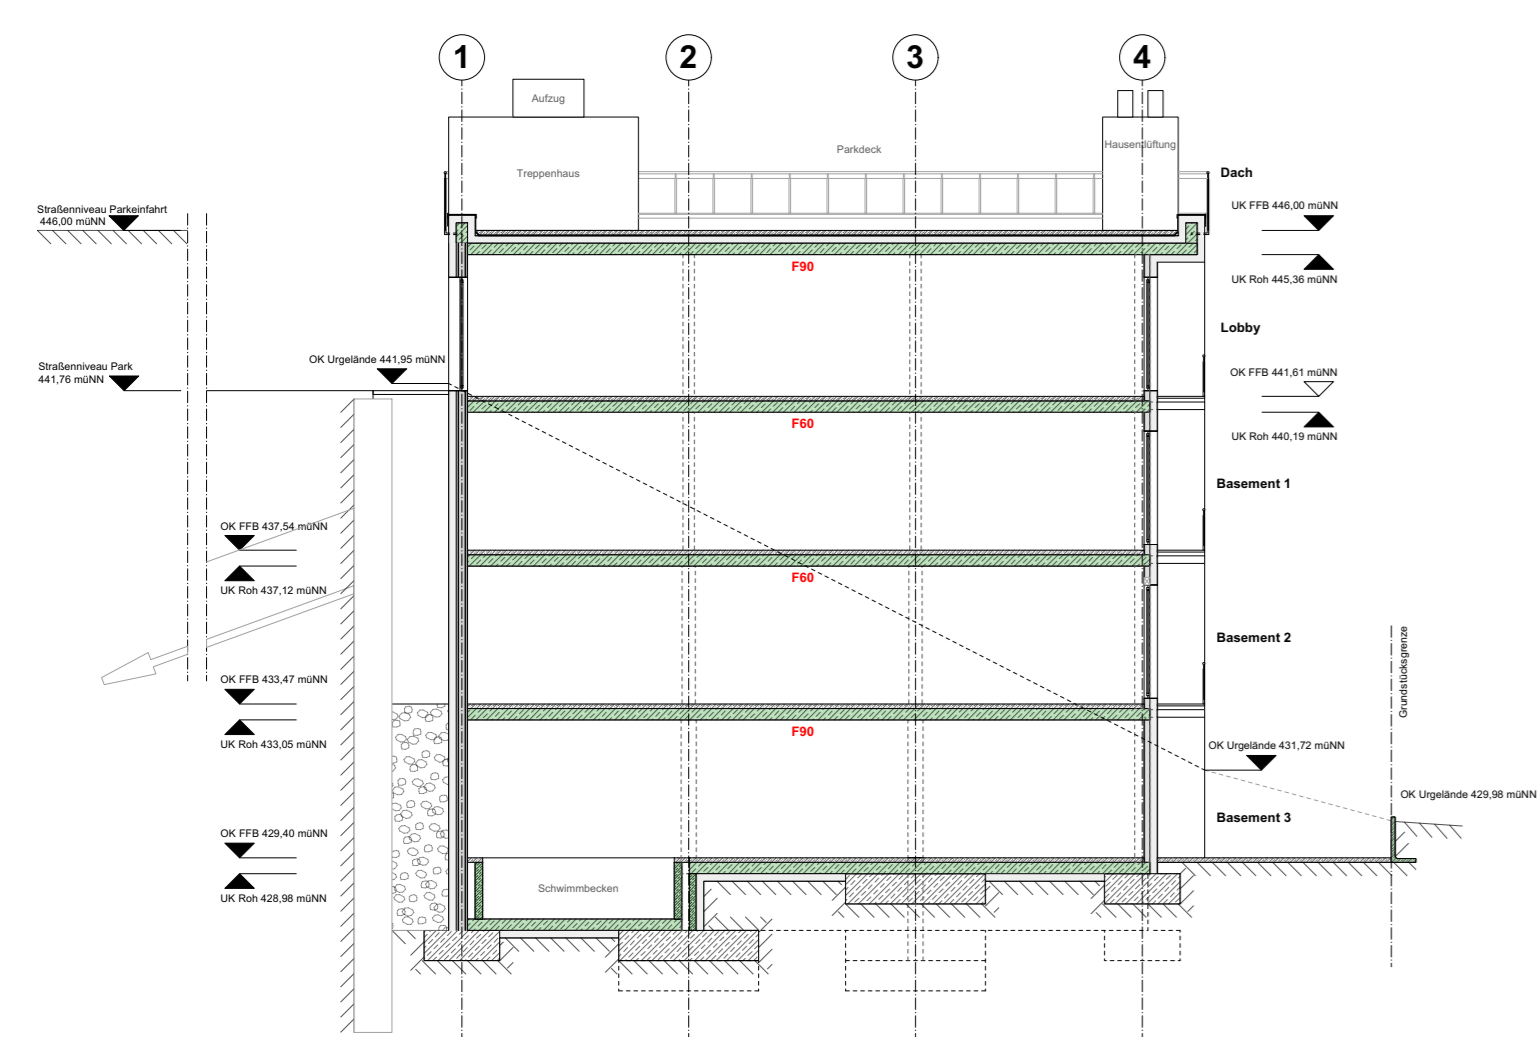 1
2
3
4
Aufzug
Parkdeck
Hausentlüftung
Treppenhaus
Dach
Straßenniveau Parkeinfahrt
446,00 müNN
UK FFB 446,00 müNN
F90
UK Roh 445,36 müNN
Lobby
OK Urgelände 441,95 müNN
Straßenniveau Park
441,76 müNN
OK FFB 441,61 müNN
F60
UK Roh 440,19 müNN
Basement 1
OK FFB 437,54 müNN
F60
UK Roh 437,12 müNN
Basement 2
Grundstücksgrenze
OK FFB 433,47 müNN
F90
UK Roh 433,05 müNN
OK Urgelände 431,72 müNN
OK Urgelände 429,98 müNN
Basement 3
OK FFB 429,40 müNN
Schwimmbecken
UK Roh 428,98 müNN